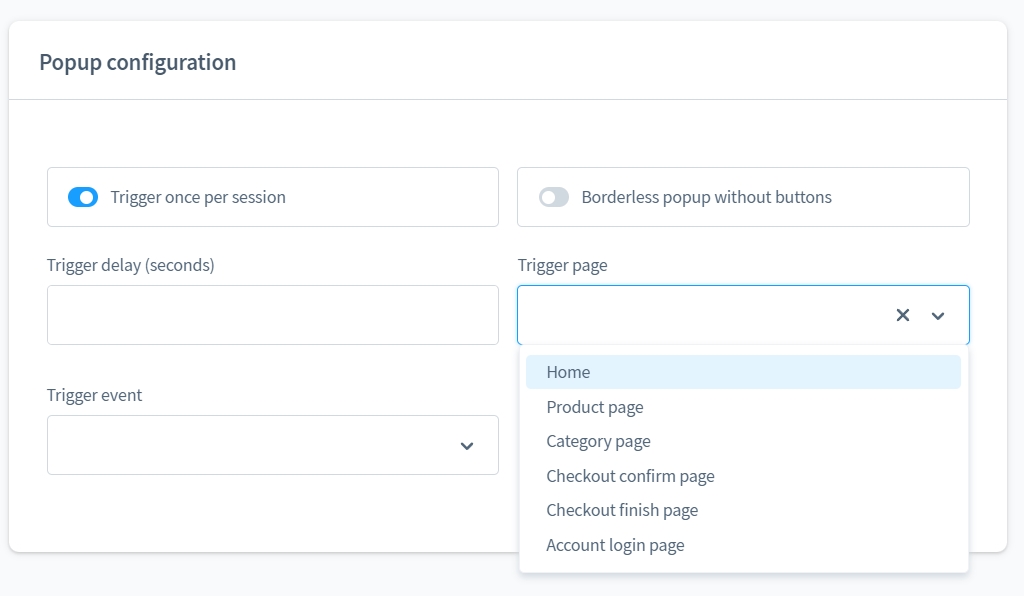 Popup configuration
Trigger once per session
Borderless popup without buttons
Trigger delay (seconds)
Trigger page
Trigger event
Home
Product page
Category page
Checkout confirm page
Checkout finish page
Account login page